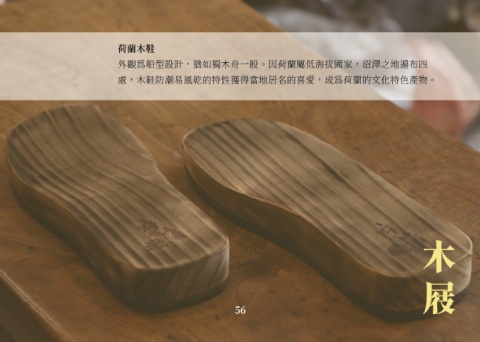 荷蘭木鞋
外觀為船型設計，猶如獨木舟一般。因荷蘭屬低海拔國家，沼澤之地遍布四
處，木鞋防潮易風乾的特性獲得當地居名的喜愛，成為荷蘭的文化特色產物。
木
屐
56